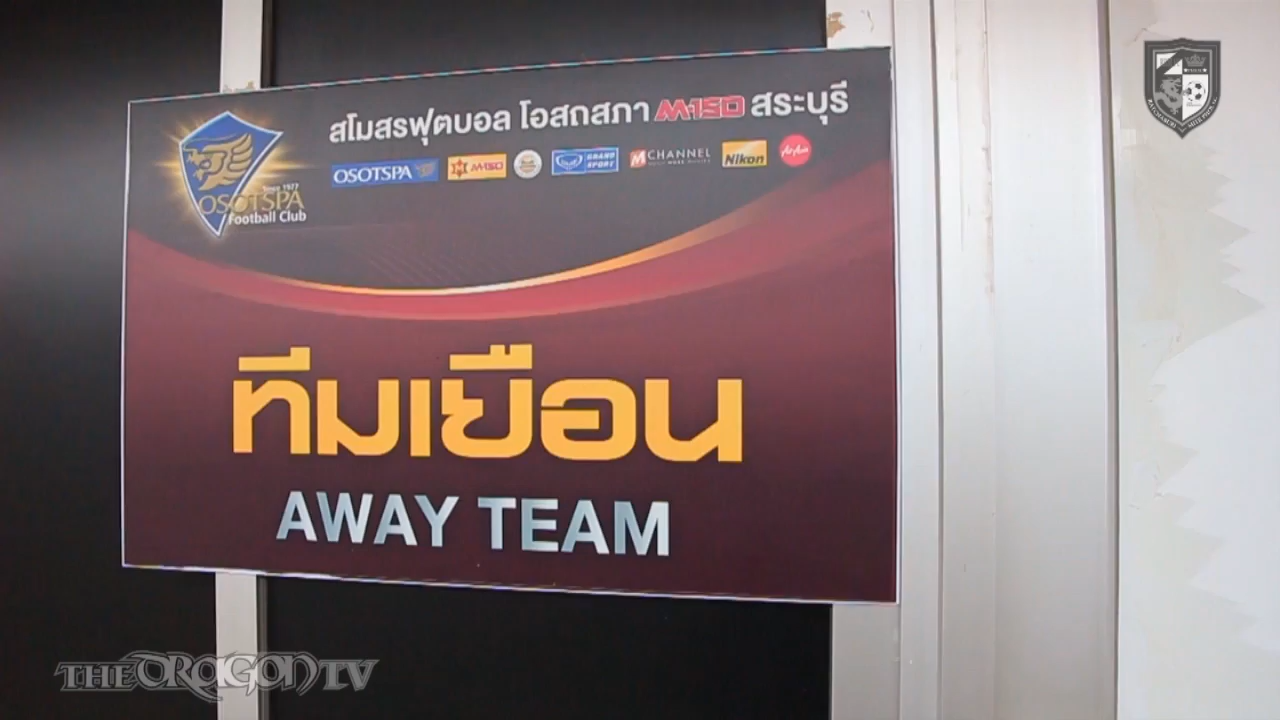 สโมสรฟุตบอล โอสถสภา M-150 สระบุรี
OSOTSPA M-150 GRAND SPORT M CHANNEL Nikon AirAsia
Since 1977
OSOTSPA
Football Club
ทีมเยือน
AWAY TEAM
THE DRAGON TV